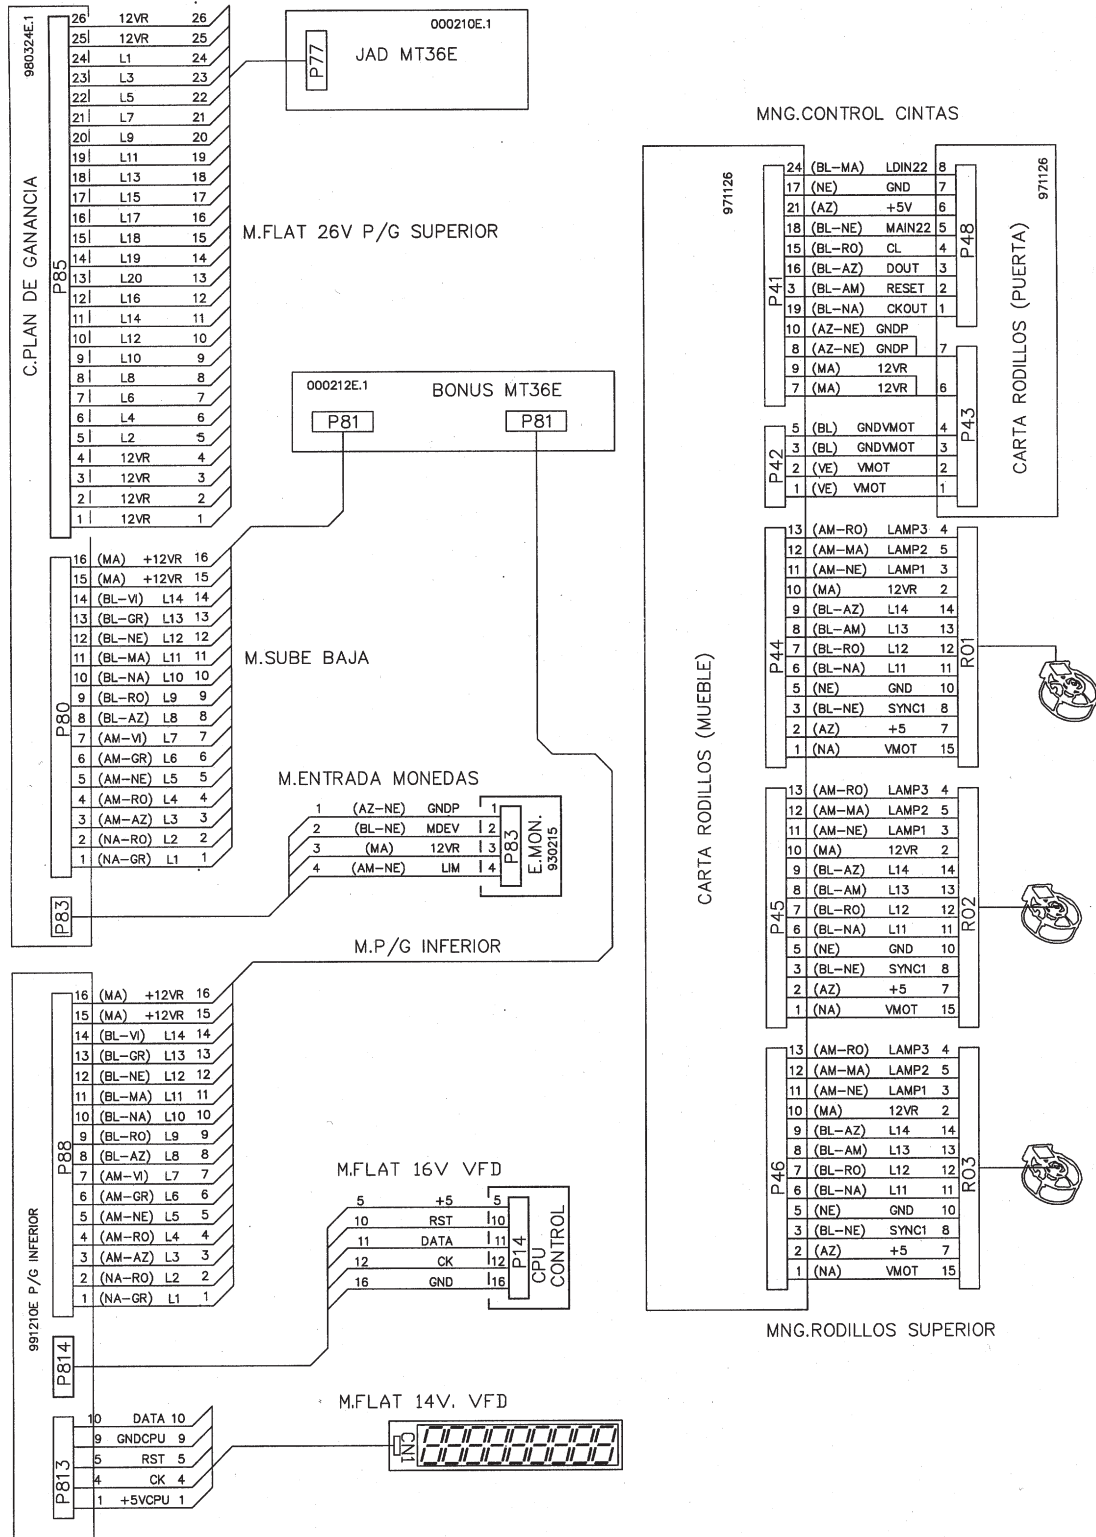 980324E.1
C.PLAN DE GANANCIA
P85
26 12VR 26
25 12VR 25
24 L1 24
23 L3 23
22 L5 22
21 L7 21
20 L9 20
19 L11 19
18 L13 18
17 L15 17
16 L17 16
15 L18 15
14 L19 14
13 L20 13
12 L16 12
11 L14 11
10 L12 10
9 L10 9
8 L8 8
7 L6 7
6 L4 6
5 L2 5
4 12VR 4
3 12VR 3
2 12VR 2
1 12VR 1
M.FLAT 26V P/G SUPERIOR
000210E.1
P77
JAD MT36E
000212E.1
BONUS MT36E
P81
P81
P80
16 (MA) +12VR 16
15 (MA) +12VR 15
14 (BL-VI) L14 14
13 (BL-GR) L13 13
12 (BL-NE) L12 12
11 (BL-MA) L11 11
10 (BL-NA) L10 10
9 (BL-RO) L9 9
8 (BL-AZ) L8 8
7 (AM-VI) L7 7
6 (AM-GR) L6 6
5 (AM-NE) L5 5
4 (AM-RO) L4 4
3 (AM-AZ) L3 3
2 (NA-RO) L2 2
1 (NA-GR) L1 1
M.SUBE BAJA
P83
M.ENTRADA MONEDAS
1 (AZ-NE) GNDP 1
2 (BL-NE) MDEV 2
3 (MA) 12VR 3
4 (AM-NE) LIM 4
P83
E.MON.
930215
M.P/G INFERIOR
991210E P/G INFERIOR
P88
16 (MA) +12VR 16
15 (MA) +12VR 15
14 (BL-VI) L14 14
13 (BL-GR) L13 13
12 (BL-NE) L12 12
11 (BL-MA) L11 11
10 (BL-NA) L10 10
9 (BL-RO) L9 9
8 (BL-AZ) L8 8
7 (AM-VI) L7 7
6 (AM-GR) L6 6
5 (AM-NE) L5 5
4 (AM-RO) L4 4
3 (AM-AZ) L3 3
2 (NA-RO) L2 2
1 (NA-GR) L1 1
P814
M.FLAT 16V VFD
5 +5 5
10 RST 10
11 DATA 11
12 CK 12
16 GND 16
P14
CPU
CONTROL
P813
10 DATA 10
9 GNDCPU 9
5 RST 5
4 CK 4
1 +5VCPU 1
M.FLAT 14V. VFD
CN1
MNG.CONTROL CINTAS
971126
971126
CARTA RODILLOS (MUEBLE)
CARTA RODILLOS (PUERTA)
P41
24 (BL-MA) LDIN22 8
17 (NE) GND 7
21 (AZ) +5V 6
18 (BL-NE) MAIN22 5
15 (BL-RO) CL 4
16 (BL-AZ) DOUT 3
3 (BL-AM) RESET 2
19 (BL-NA) CKOUT 1
P48
10 (AZ-NE) GNDP
8 (AZ-NE) GNDP 7
9 (MA) 12VR
7 (MA) 12VR 6
P42
5 (BL) GNDVMOT 4
3 (BL) GNDVMOT 3
2 (VE) VMOT 2
1 (VE) VMOT 1
P43
P44
13 (AM-RO) LAMP3 4
12 (AM-MA) LAMP2 5
11 (AM-NE) LAMP1 3
10 (MA) 12VR 2
9 (BL-AZ) L14 14
8 (BL-AM) L13 13
7 (BL-RO) L12 12
6 (BL-NA) L11 11
5 (NE) GND 10
3 (BL-NE) SYNC1 8
2 (AZ) +5 7
1 (NA) VMOT 15
R01
P45
13 (AM-RO) LAMP3 4
12 (AM-MA) LAMP2 5
11 (AM-NE) LAMP1 3
10 (MA) 12VR 2
9 (BL-AZ) L14 14
8 (BL-AM) L13 13
7 (BL-RO) L12 12
6 (BL-NA) L11 11
5 (NE) GND 10
3 (BL-NE) SYNC1 8
2 (AZ) +5 7
1 (NA) VMOT 15
R02
P46
13 (AM-RO) LAMP3 4
12 (AM-MA) LAMP2 5
11 (AM-NE) LAMP1 3
10 (MA) 12VR 2
9 (BL-AZ) L14 14
8 (BL-AM) L13 13
7 (BL-RO) L12 12
6 (BL-NA) L11 11
5 (NE) GND 10
3 (BL-NE) SYNC1 8
2 (AZ) +5 7
1 (NA) VMOT 15
R03
MNG.RODILLOS SUPERIOR